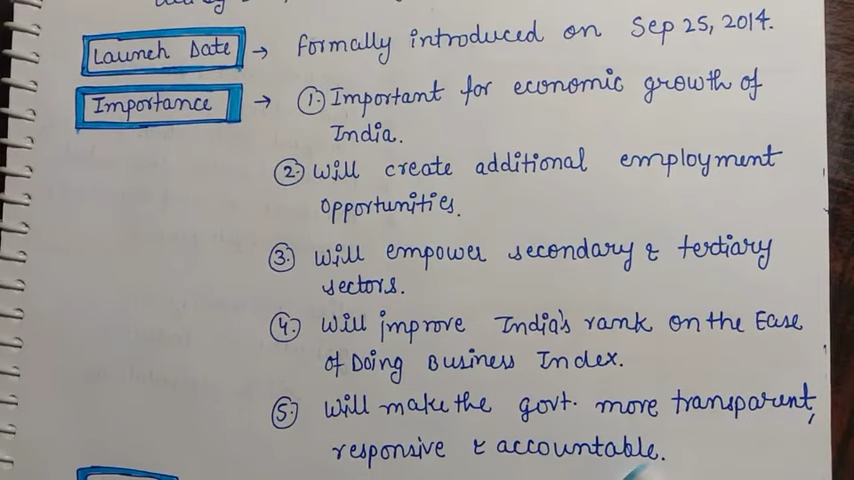 Launch Date → formally introduced on Sep 25, 2014.
Importance → 1. Important for economic growth of
India.
2. Will create additional employment
opportunities.
3. Will empower secondary & tertiary
sectors.
4. Will improve India's rank on the Ease
of Doing Business Index.
5. Will make the govt. more transparent,
responsive & accountable.